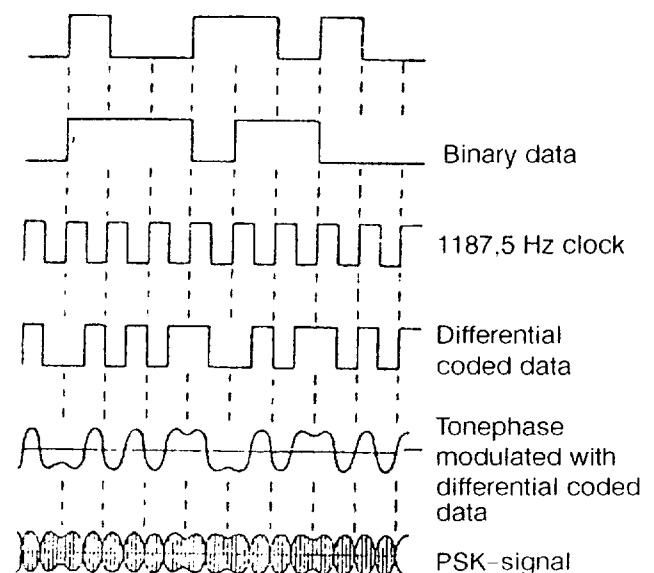 Binary data
1187,5 Hz clock
Differential
coded data
Tonephase
modulated with
differential coded
data
PSK-signal